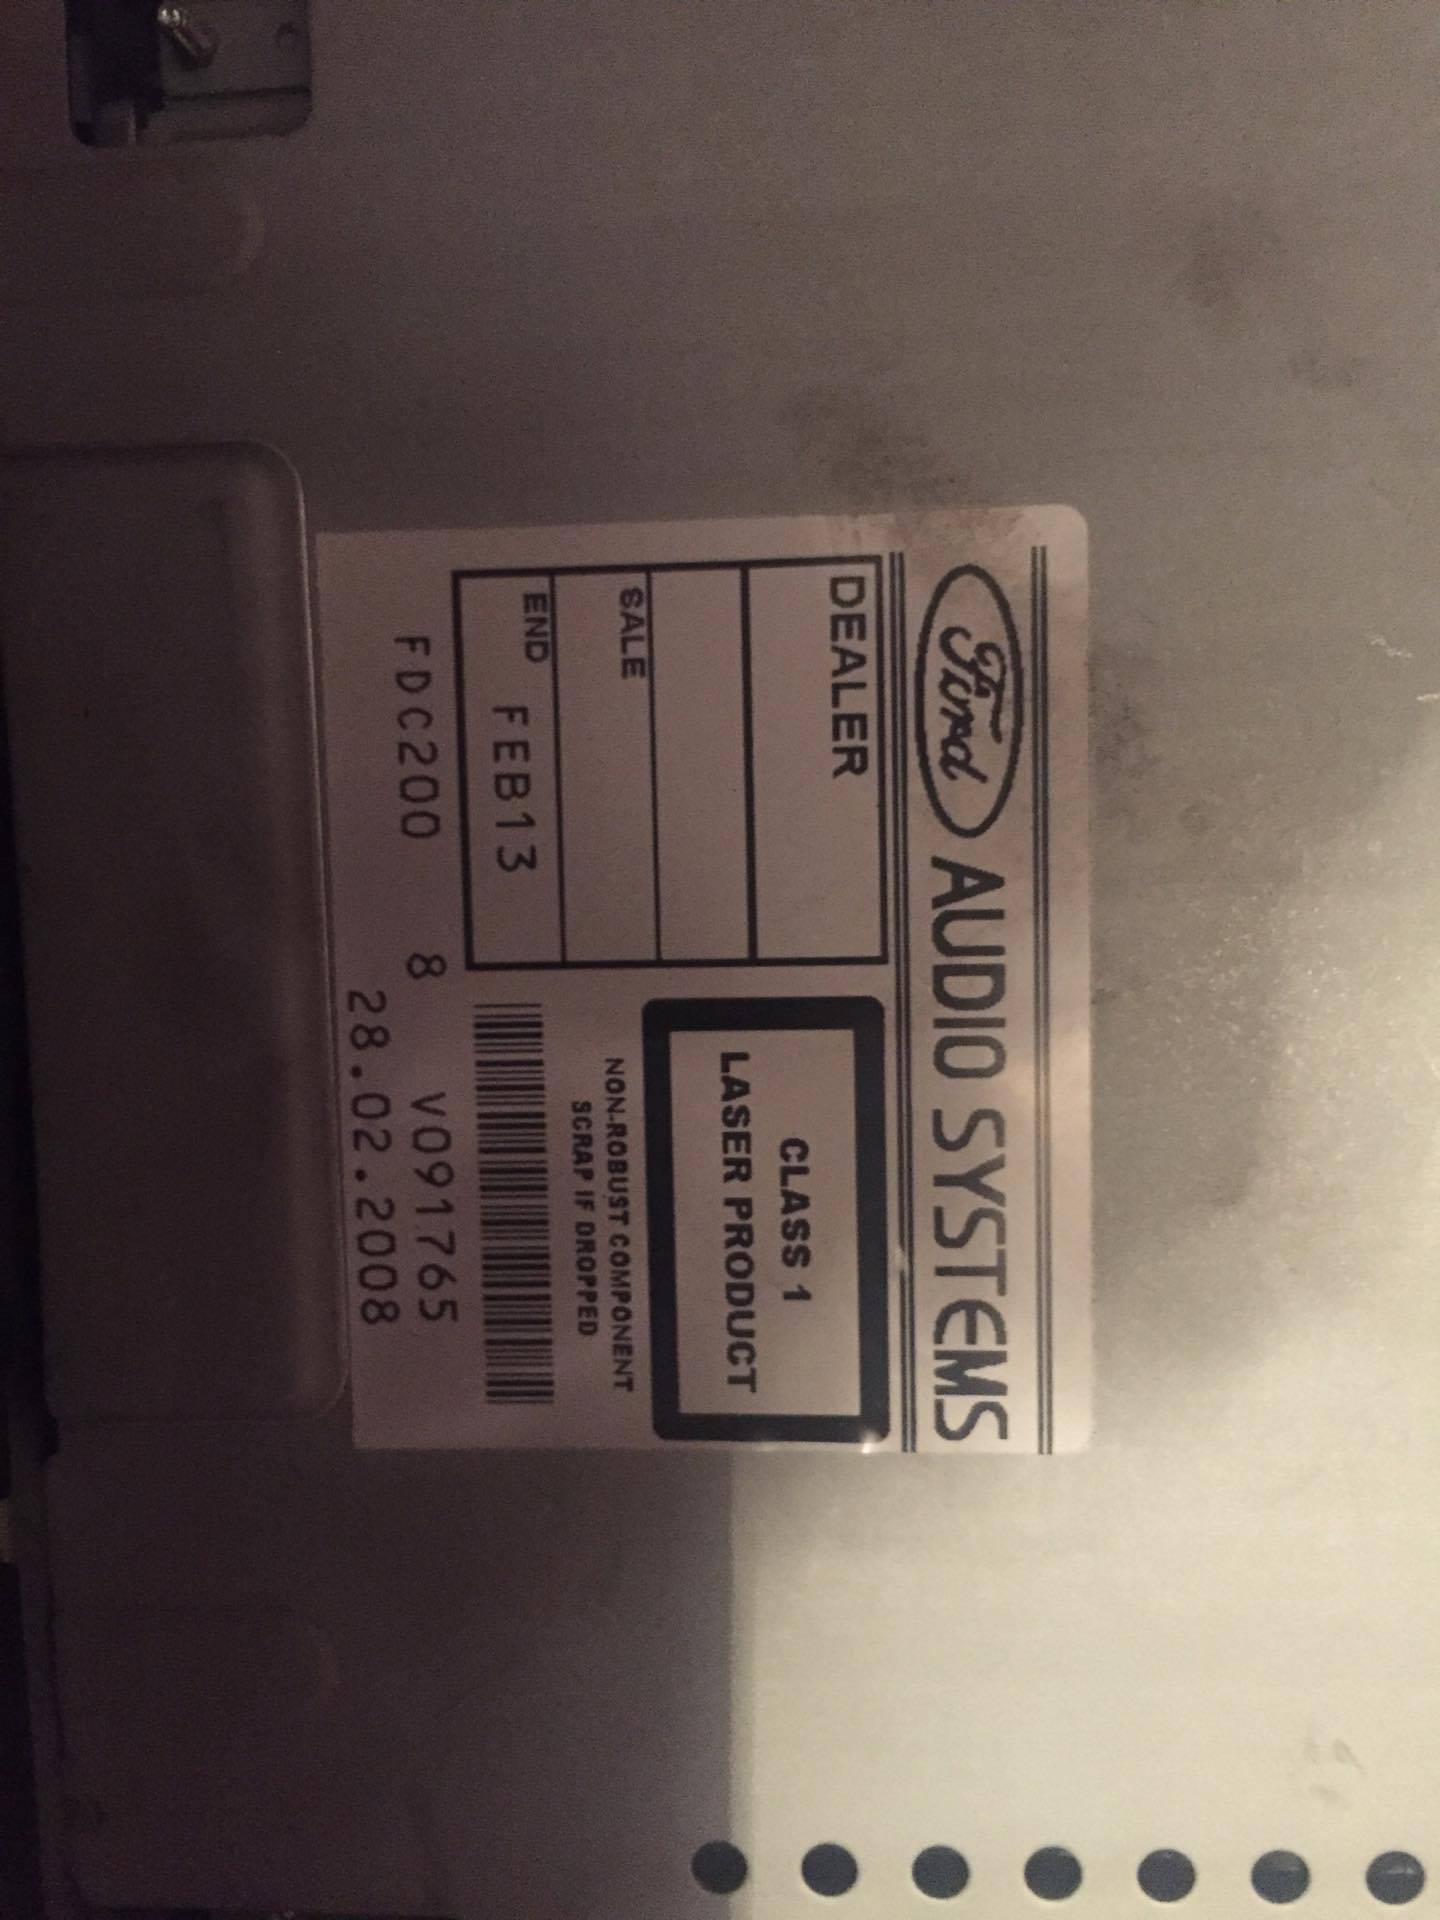 Ford AUDIO SYSTEMS
DEALER
SALE
END FEB13
CLASS 1
LASER PRODUCT
NON-ROBUST COMPONENT
SCRAP IF DROPPED
FDC200 8 V091765
28.02.2008